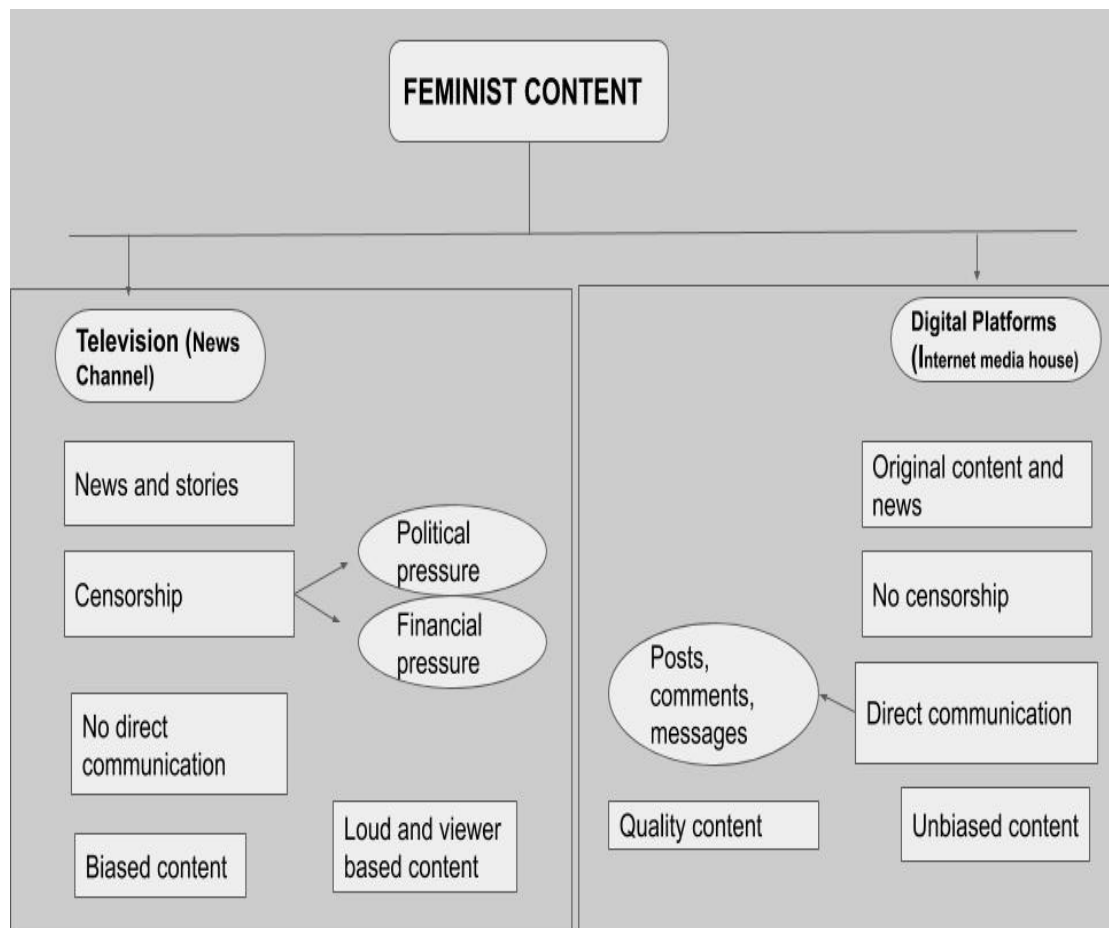 FEMINIST CONTENT
Television (News
Channel)
News and stories
Censorship
Political
pressure
Financial
pressure
No direct
communication
Biased content
Loud and viewer
based content
Digital Platforms
(Internet media house)
Original content and
news
No censorship
Direct communication
Posts,
comments,
messages
Quality content
Unbiased content